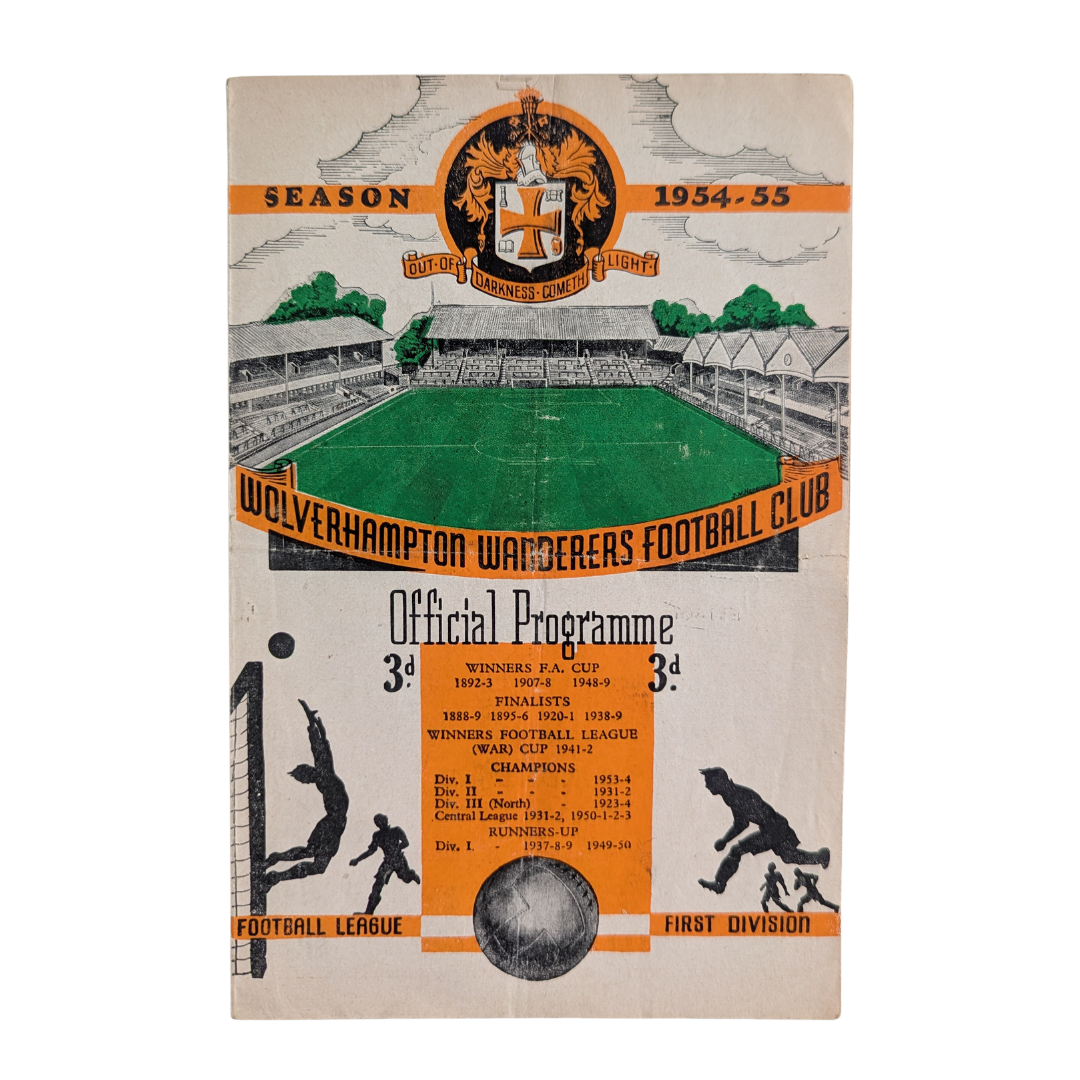 SEASON 1954-55
OUT·OF DARKNESS·COMETH LIGHT·
WOLVERHAMPTON WANDERERS FOOTBALL CLUB
Official Programme
3d. 3d.
WINNERS F.A. CUP
1892-3 1907-8 1948-9
FINALISTS
1888-9 1895-6 1920-1 1938-9
WINNERS FOOTBALL LEAGUE
(WAR) CUP 1941-2
CHAMPIONS
Div. I - - - 1953-4
Div. II - - - 1931-2
Div. III (North) - 1923-4
Central League 1931-2, 1950-1-2-3
RUNNERS-UP
Div. I. - 1937-8-9 1949-50
FOOTBALL LEAGUE FIRST DIVISION